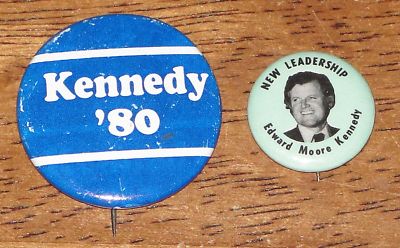 Kennedy
'80
NEW LEADERSHIP
Edward Moore Kennedy